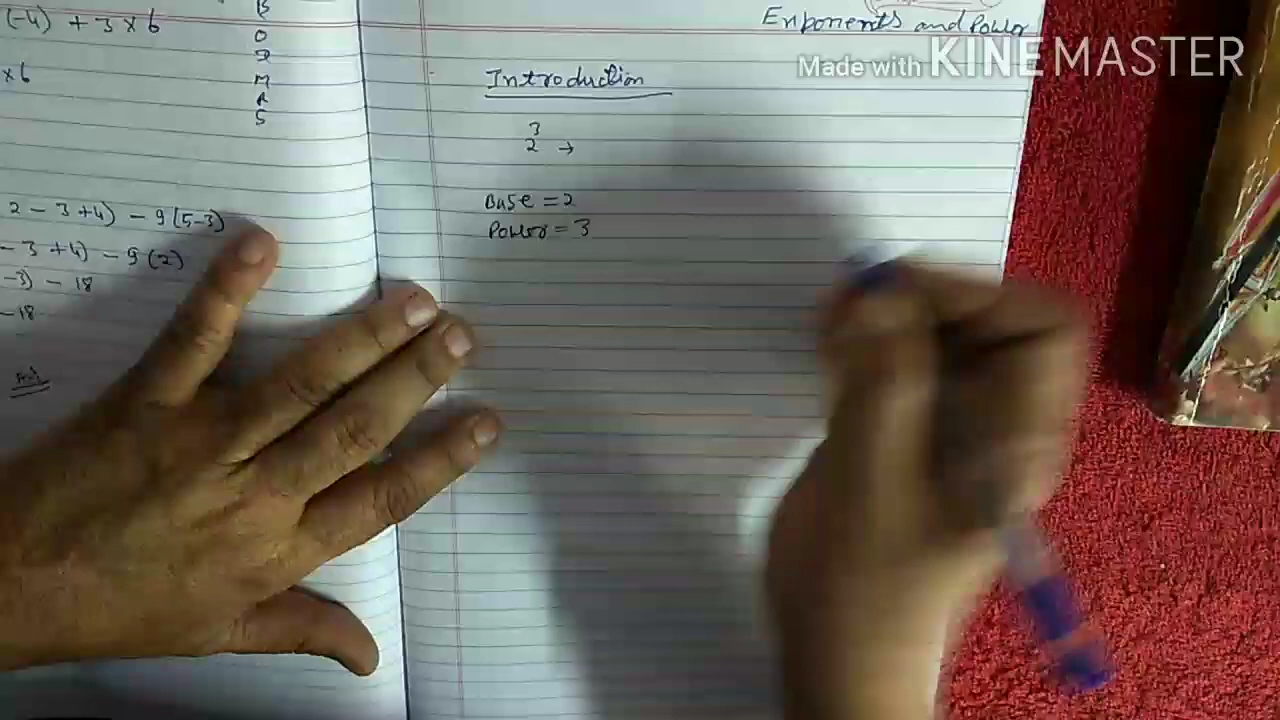 (-4) + 3 × 6
× 6
B
O
D
M
A
S
2 - 3 + 4) - 9 (5-3)
- 3 + 4) - 9 (2)
-3) - 18
- 18
Ans
Exponents and Power
Made with KINEMASTER
Introduction
3
2 →
Base = 2
Power = 3